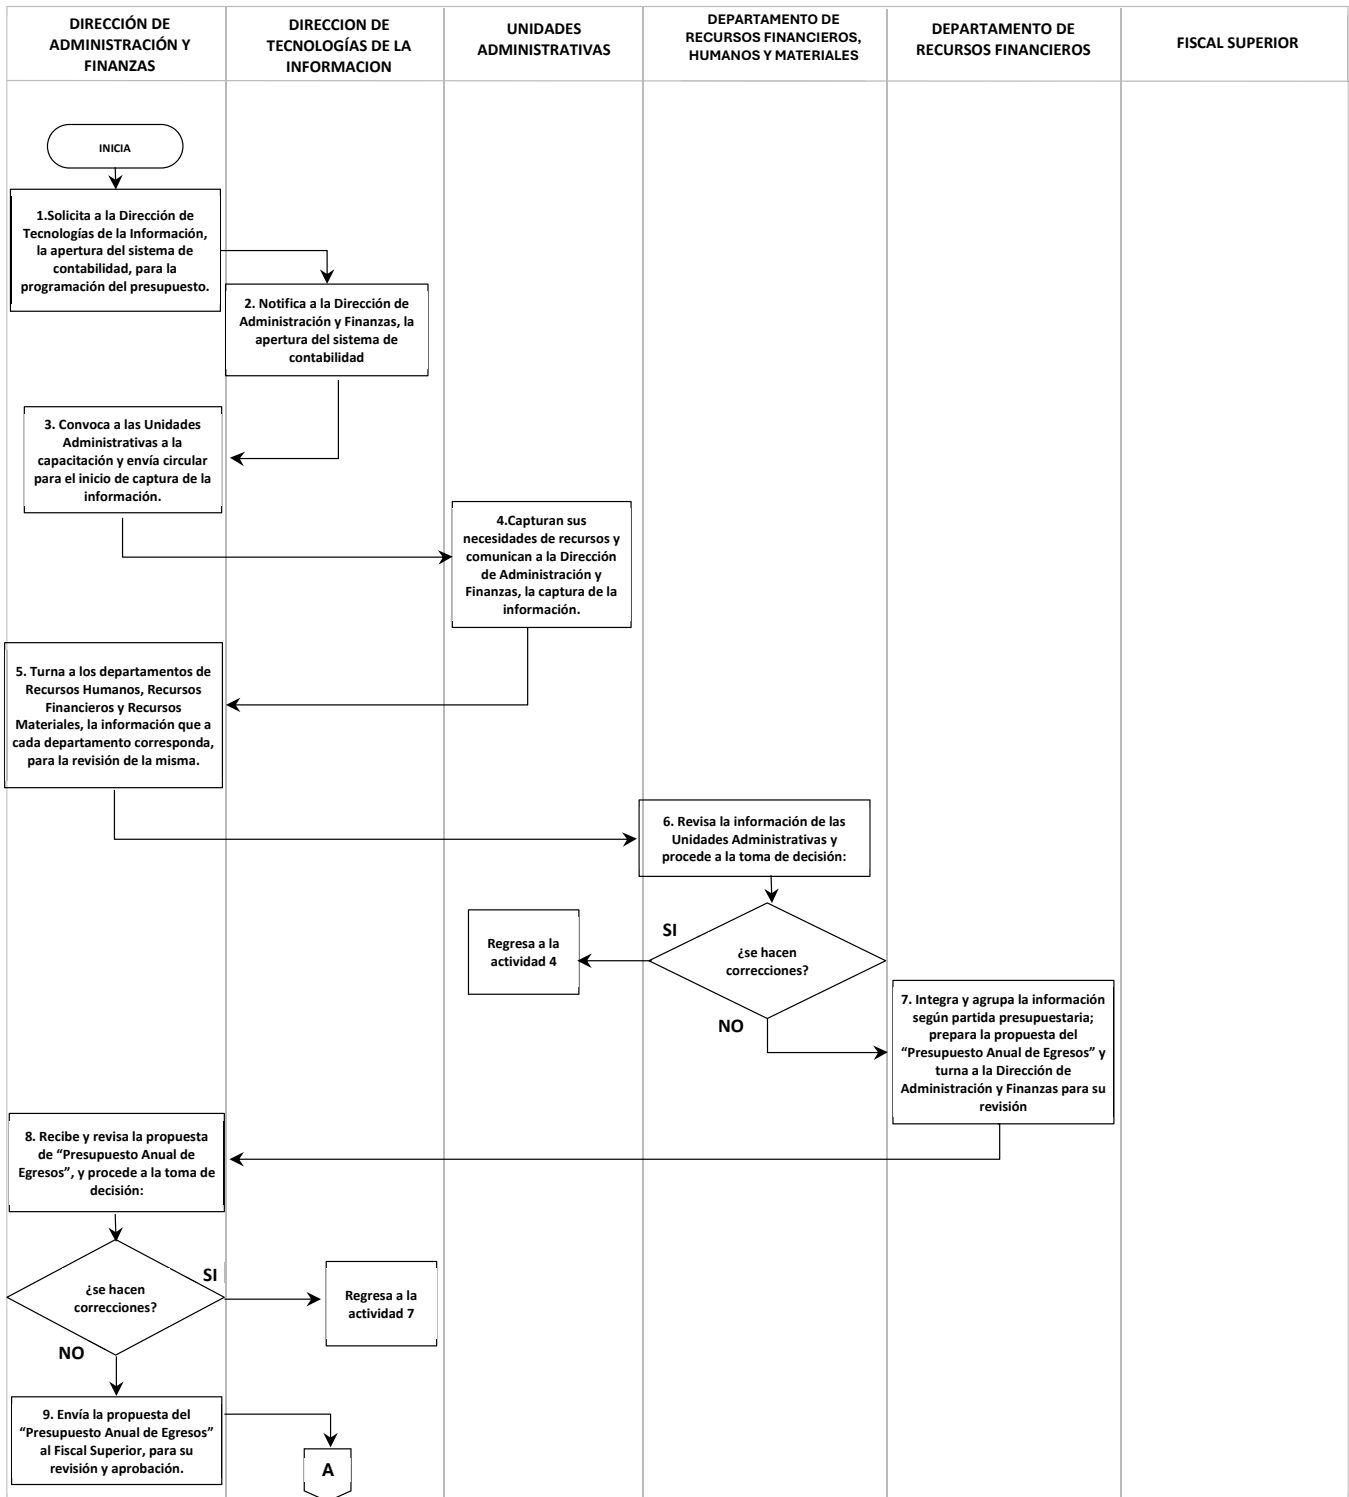 DIRECCIÓN DE
ADMINISTRACIÓN Y
FINANZAS
DIRECCION DE
TECNOLOGÍAS DE LA
INFORMACION
UNIDADES
ADMINISTRATIVAS
DEPARTAMENTO DE
RECURSOS FINANCIEROS,
HUMANOS Y MATERIALES
DEPARTAMENTO DE
RECURSOS FINANCIEROS
FISCAL SUPERIOR
INICIA
1.Solicita a la Dirección de
Tecnologías de la Información,
la apertura del sistema de
contabilidad, para la
programación del presupuesto.
2. Notifica a la Dirección de
Administración y Finanzas, la
apertura del sistema de
contabilidad
3. Convoca a las Unidades
Administrativas a la
capacitación y envía circular
para el inicio de captura de la
información.
4.Capturan sus
necesidades de recursos y
comunican a la Dirección
de Administración y
Finanzas, la captura de la
información.
5. Turna a los departamentos de
Recursos Humanos, Recursos
Financieros y Recursos
Materiales, la información que a
cada departamento corresponda,
para la revisión de la misma.
6. Revisa la información de las
Unidades Administrativas y
procede a la toma de decisión:
SI
Regresa a la
actividad 4
¿se hacen
correcciones?
NO
7. Integra y agrupa la información
según partida presupuestaria;
prepara la propuesta del
“Presupuesto Anual de Egresos” y
turna a la Dirección de
Administración y Finanzas para su
revisión
8. Recibe y revisa la propuesta
de “Presupuesto Anual de
Egresos”, y procede a la toma de
decisión:
SI
¿se hacen
correcciones?
Regresa a la
actividad 7
NO
9. Envía la propuesta del
“Presupuesto Anual de Egresos”
al Fiscal Superior, para su
revisión y aprobación.
A